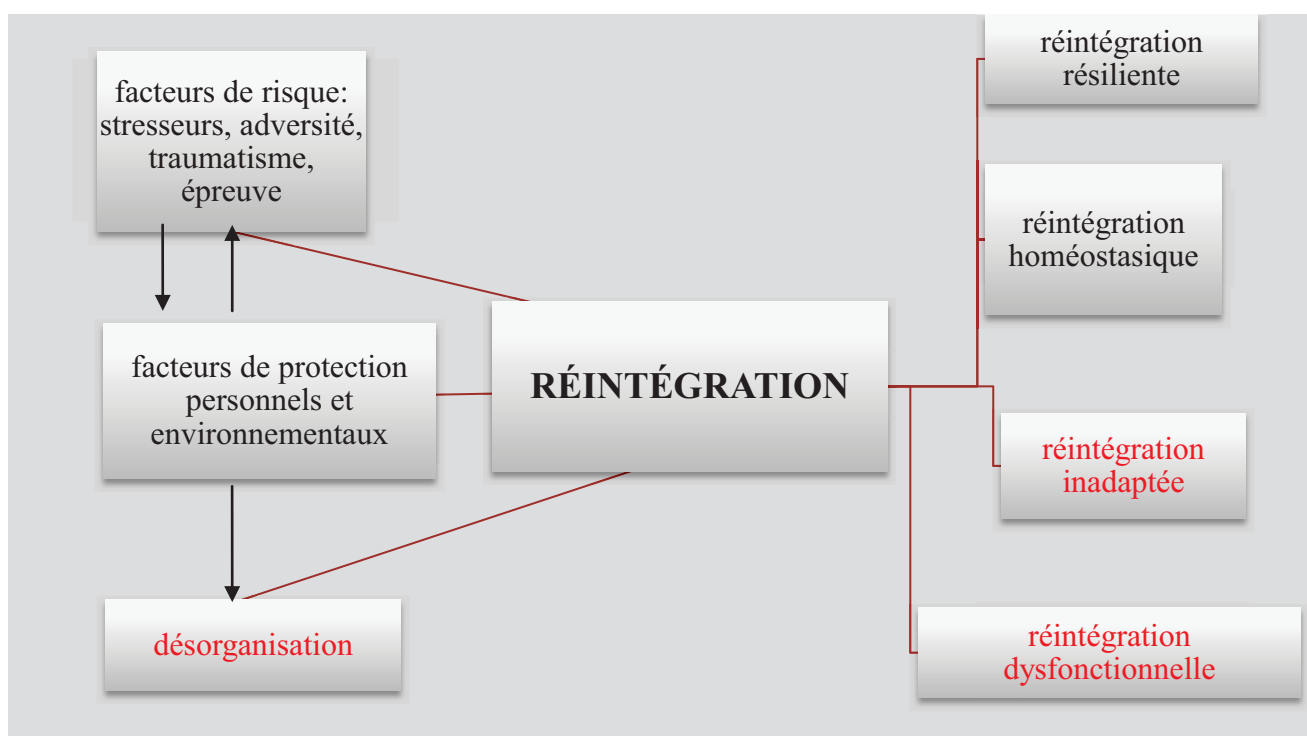 facteurs de risque:
stresseurs, adversité,
traumatisme,
épreuve
facteurs de protection
personnels et
environnementaux
désorganisation
RÉINTÉGRATION
réintégration
résiliente
réintégration
homéostasique
réintégration
inadaptée
réintégration
dysfonctionnelle